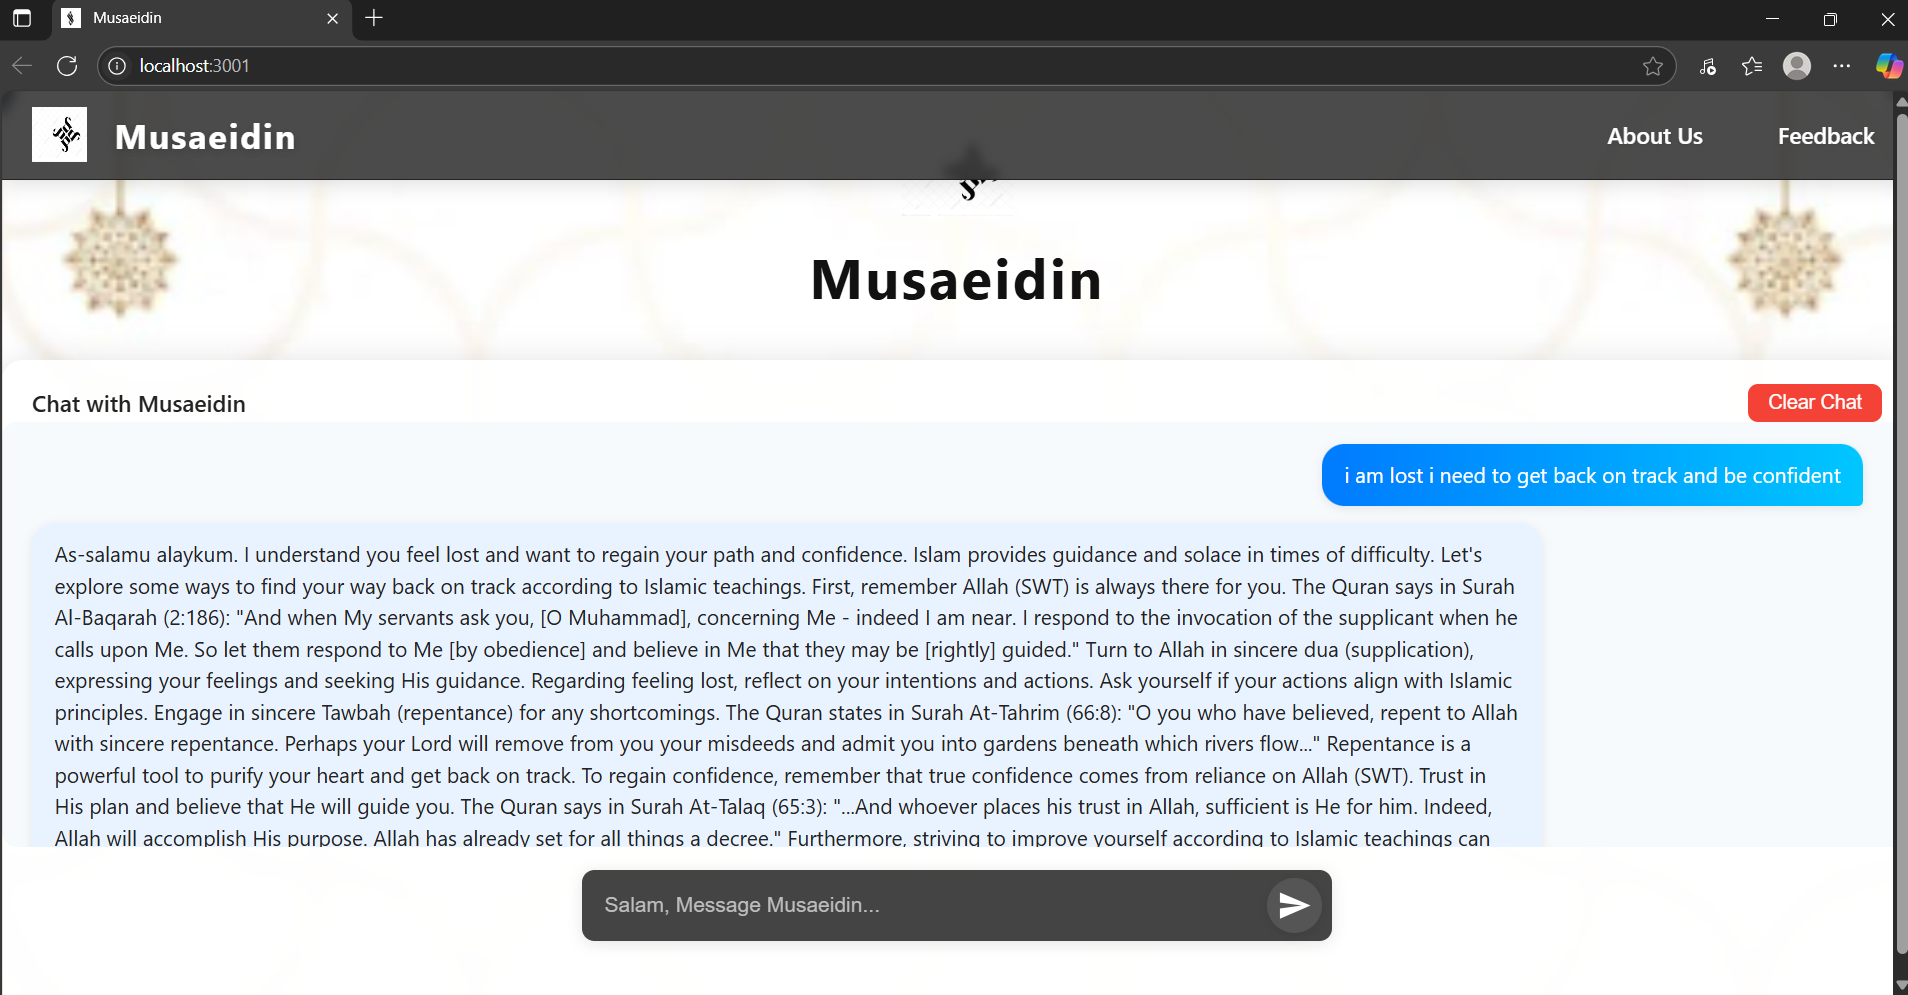 Musaeidin
localhost:3001
Musaeidin
About Us
Feedback
Musaeidin
Chat with Musaeidin
Clear Chat
i am lost i need to get back on track and be confident
As-salamu alaykum. I understand you feel lost and want to regain your path and confidence. Islam provides guidance and solace in times of difficulty. Let's
explore some ways to find your way back on track according to Islamic teachings. First, remember Allah (SWT) is always there for you. The Quran says in Surah
Al-Baqarah (2:186): "And when My servants ask you, [O Muhammad], concerning Me - indeed I am near. I respond to the invocation of the supplicant when he
calls upon Me. So let them respond to Me [by obedience] and believe in Me that they may be [rightly] guided." Turn to Allah in sincere dua (supplication),
expressing your feelings and seeking His guidance. Regarding feeling lost, reflect on your intentions and actions. Ask yourself if your actions align with Islamic
principles. Engage in sincere Tawbah (repentance) for any shortcomings. The Quran states in Surah At-Tahrim (66:8): "O you who have believed, repent to Allah
with sincere repentance. Perhaps your Lord will remove from you your misdeeds and admit you into gardens beneath which rivers flow..." Repentance is a
powerful tool to purify your heart and get back on track. To regain confidence, remember that true confidence comes from reliance on Allah (SWT). Trust in
His plan and believe that He will guide you. The Quran says in Surah At-Talaq (65:3): "...And whoever places his trust in Allah, sufficient is He for him. Indeed,
Allah will accomplish His purpose. Allah has already set for all things a decree." Furthermore, striving to improve yourself according to Islamic teachings can
Salam, Message Musaeidin...